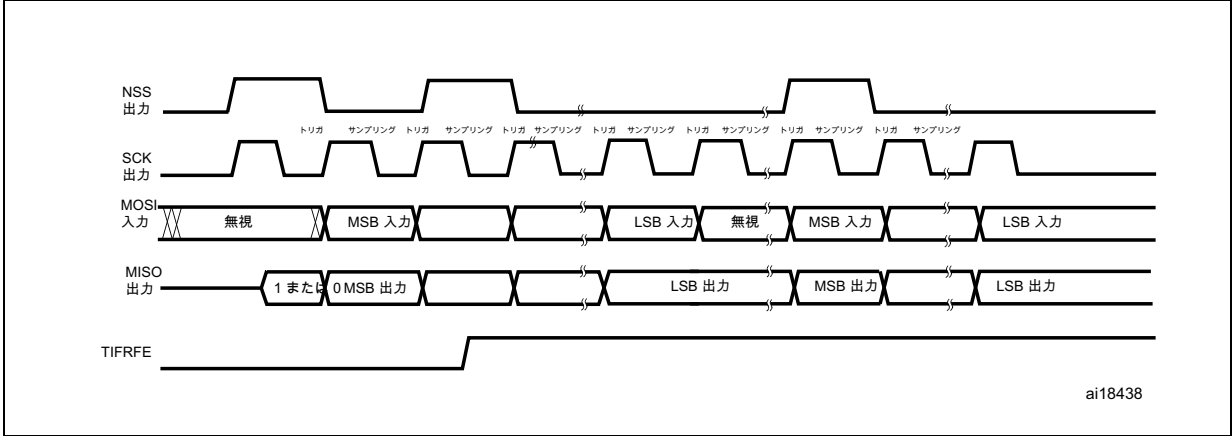 NSS
出力
トリガ サンプリング トリガ サンプリング トリガ サンプリング トリガ サンプリング トリガ サンプリング トリガ サンプリング トリガ サンプリング
SCK
出力
MOSI
入力
無視 MSB 入力 LSB 入力 無視 MSB 入力 LSB 入力
MISO
出力
1 または 0 MSB 出力 LSB 出力 MSB 出力 LSB 出力
TIFRFE
ai18438